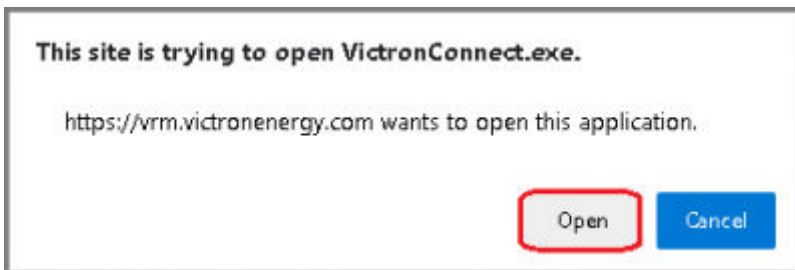 This site is trying to open VictronConnect.exe.
https://vrm.victronenergy.com wants to open this application.
Open Cancel